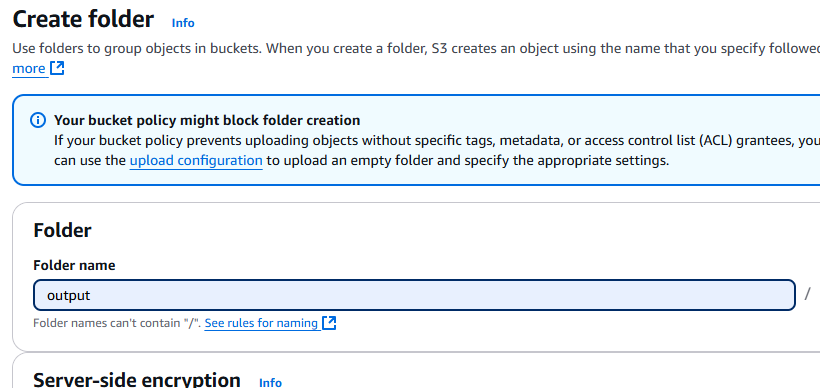 Create folder Info
Use folders to group objects in buckets. When you create a folder, S3 creates an object using the name that you specify followed
more
Your bucket policy might block folder creation
If your bucket policy prevents uploading objects without specific tags, metadata, or access control list (ACL) grantees, you
can use the upload configuration to upload an empty folder and specify the appropriate settings.
Folder
Folder name
output /
Folder names can't contain "/". See rules for naming
Server-side encryption Info